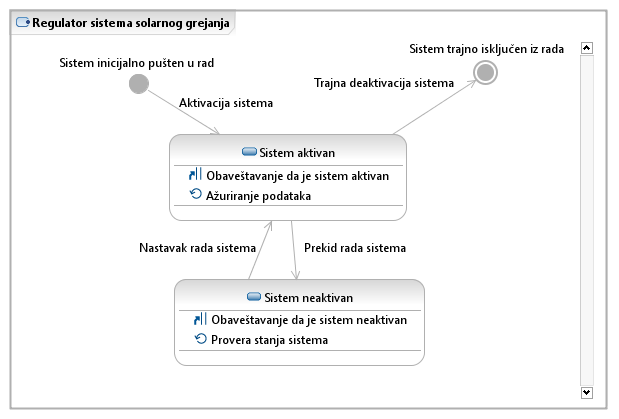 Regulator sistema solarnog grejanja
Sistem trajno isključen iz rada
Sistem inicijalno pušten u rad
Trajna deaktivacija sistema
Aktivacija sistema
Sistem aktivan
Obaveštavanje da je sistem aktivan
Ažuriranje podataka
Nastavak rada sistema
Prekid rada sistema
Sistem neaktivan
Obaveštavanje da je sistem neaktivan
Provera stanja sistema